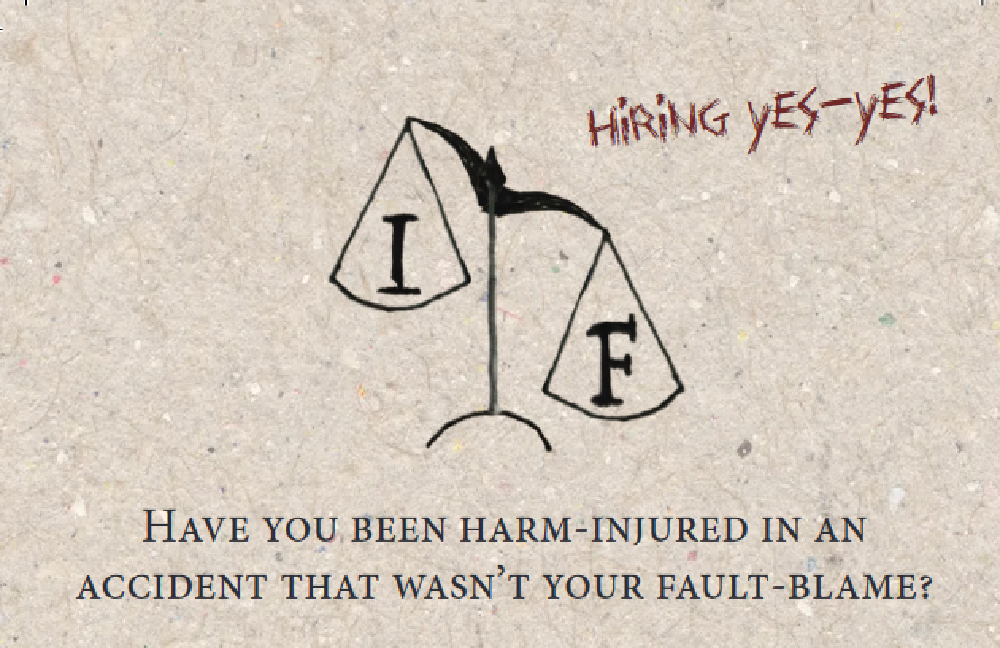 HiRiNG yES-yES!
I
F
HAVE YOU BEEN HARM-INJURED IN AN
ACCIDENT THAT WASN'T YOUR FAULT-BLAME?